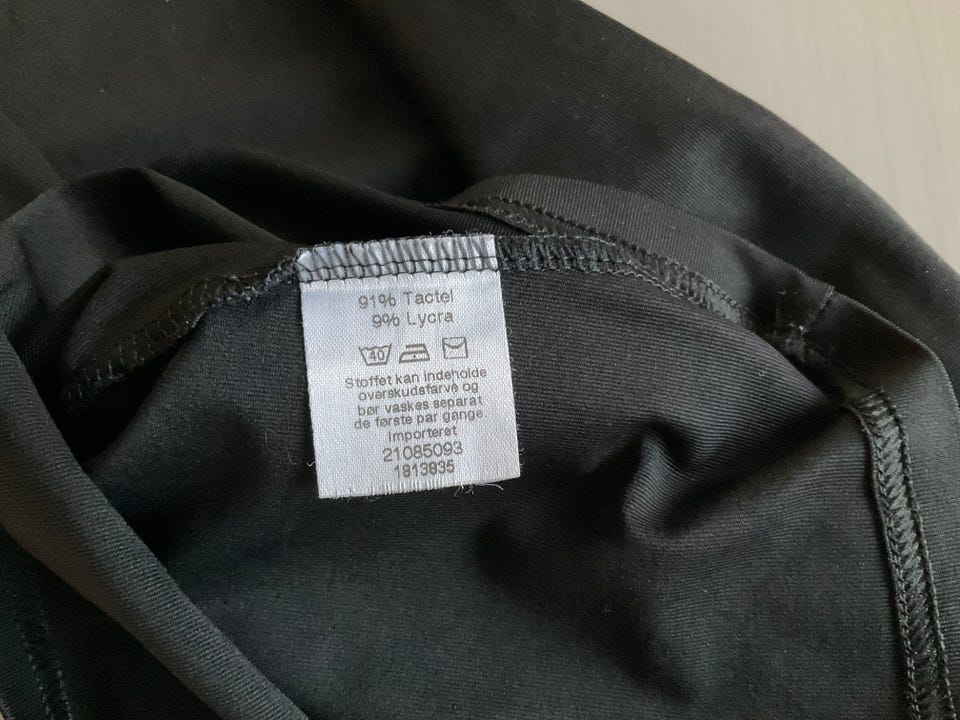 91% Tactel
9% Lycra
40
Stoffet kan indeholde
overskudsfarve og
bør vaskes separat
de første par gange
Importeret
21085093
1813835